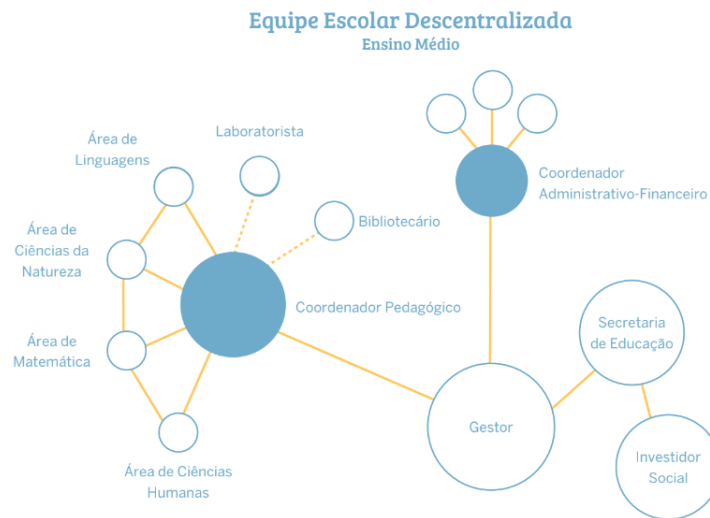 Equipe Escolar Descentralizada
Ensino Médio
Área de
Linguagens
Laboratorista
Coordenador
Administrativo-Financeiro
Bibliotecário
Área de
Ciências da
Natureza
Coordenador Pedagógico
Área de
Matemática
Secretaria
de Educação
Gestor
Investidor
Social
Área de Ciências
Humanas